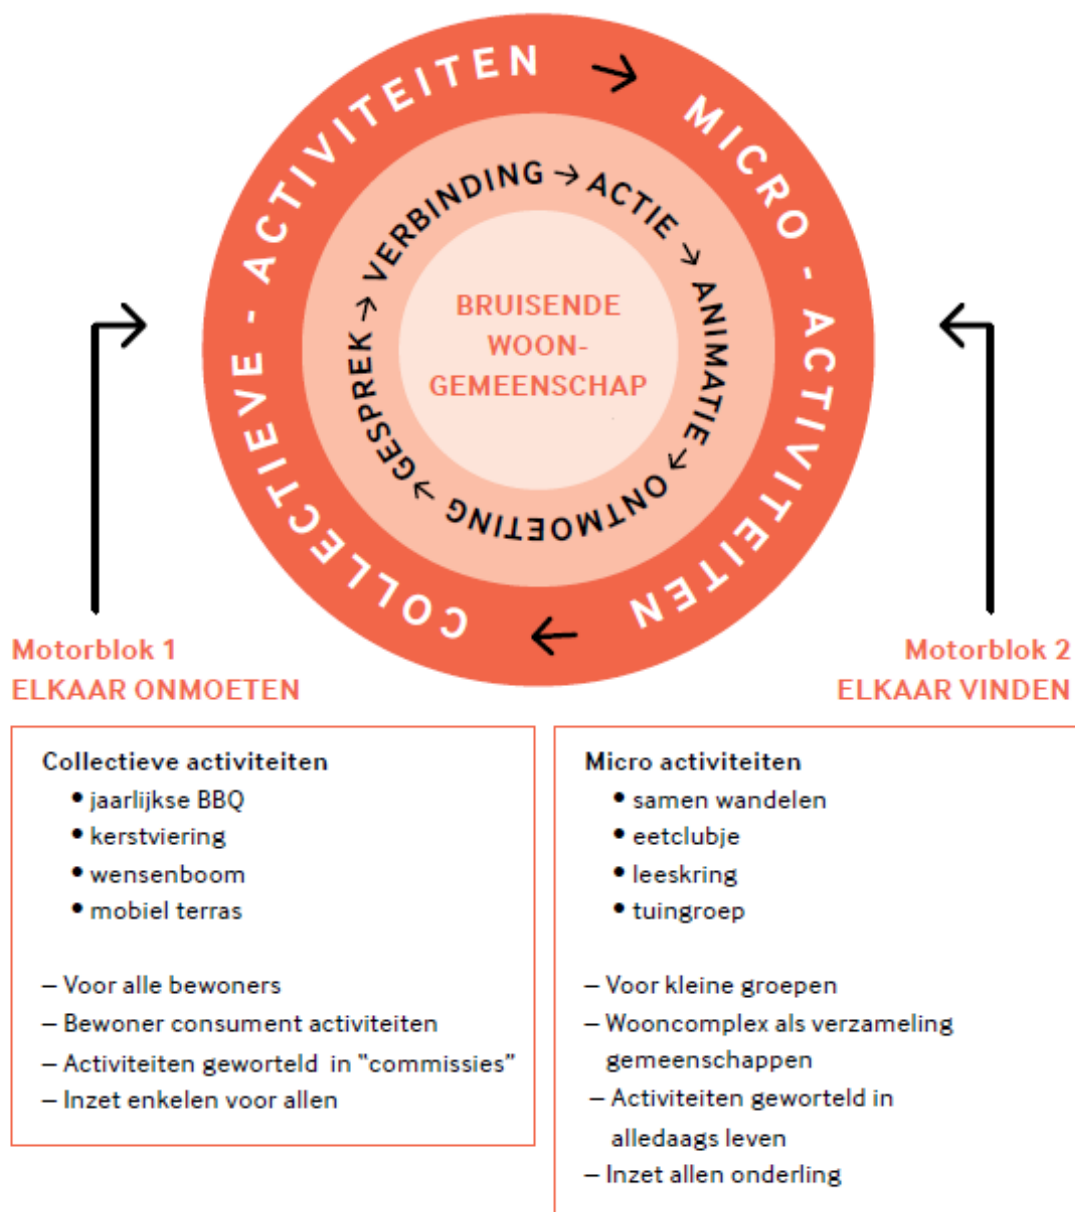 COLLECTIEVE - ACTIVITEITEN →
MICRO - ACTIVITEITEN →
VERBINDING → ACTIE → ANIMATIE → ONTMOETING → GESPREK →
BRUISENDE
WOON-
GEMEENSCHAP
Motorblok 1
ELKAAR ONMOETEN
Motorblok 2
ELKAAR VINDEN
Collectieve activiteiten
• jaarlijkse BBQ
• kerstviering
• wensenboom
• mobiel terras
– Voor alle bewoners
– Bewoner consument activiteiten
– Activiteiten geworteld in “commissies”
– Inzet enkelen voor allen
Micro activiteiten
• samen wandelen
• eetclubje
• leeskring
• tuingroep
– Voor kleine groepen
– Wooncomplex als verzameling
gemeenschappen
– Activiteiten geworteld in
alledaags leven
– Inzet allen onderling